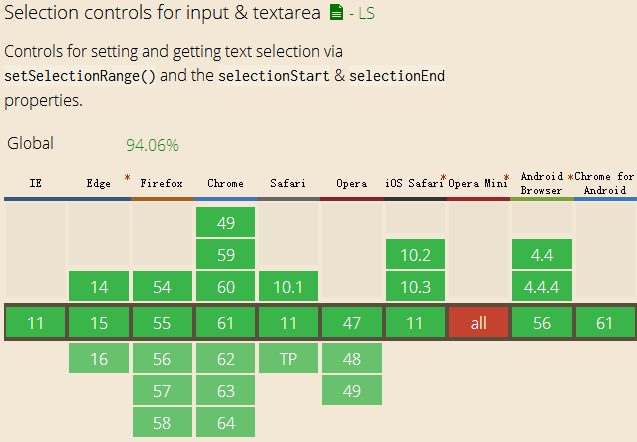 Selection controls for input & textarea - LS
Controls for setting and getting text selection via
setSelectionRange() and the selectionStart & selectionEnd
properties.
Global 94.06%
IE Edge * Firefox Chrome Safari Opera iOS Safari * Opera Mini * Android Browser * Chrome for Android
49
59 10.2 4.4
14 54 60 10.1 10.3 4.4.4
11 15 55 61 11 47 11 all 56 61
16 56 62 TP 48
57 63 49
58 64